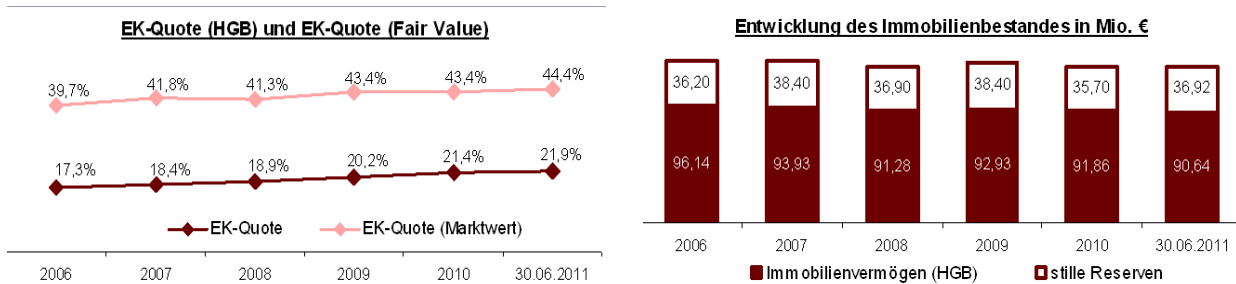 EK-Quote (HGB) und EK-Quote (Fair Value)
39,7% 41,8% 41,3% 43,4% 43,4% 44,4%
17,3% 18,4% 18,9% 20,2% 21,4% 21,9%
EK-Quote EK-Quote (Marktwert)
2006 2007 2008 2009 2010 30.06.2011
Entwicklung des Immobilienbestandes in Mio. €
36,20 38,40 36,90 38,40 35,70 36,92
96,14 93,93 91,28 92,93 91,86 90,64
2006 2007 2008 2009 2010 30.06.2011
Immobilienvermögen (HGB) stille Reserven